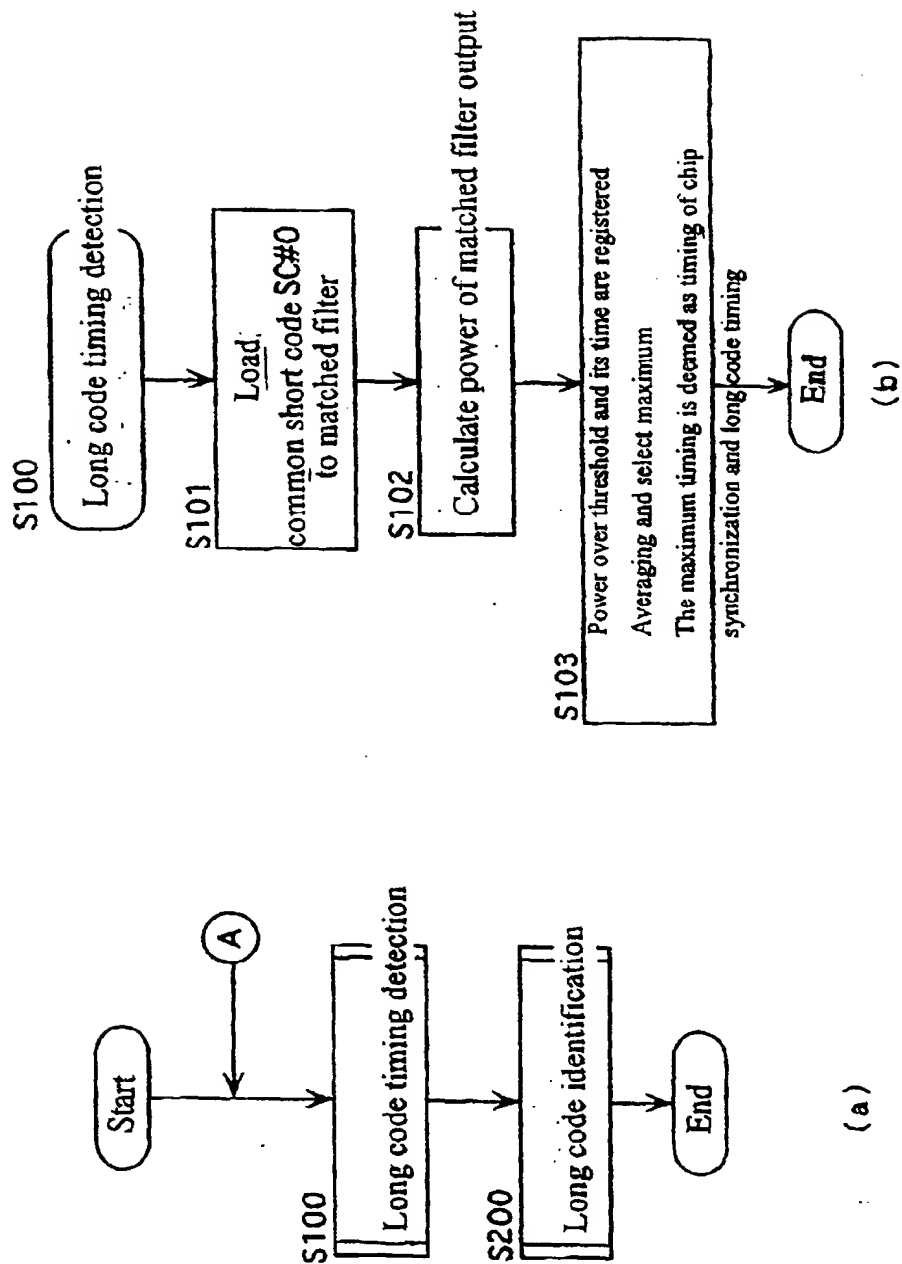 Start
A
S100
Long code timing detection
S200
Long code identification
End
(a)
S100
Long code timing detection
S101
Load
common short code SC#0
to matched filter
S102
Calculate power of matched filter output
S103
Power over threshold and its time are registered
Averaging and select maximum
The maximum timing is deemed as timing of chip
synchronization and long code timing
End
(b)